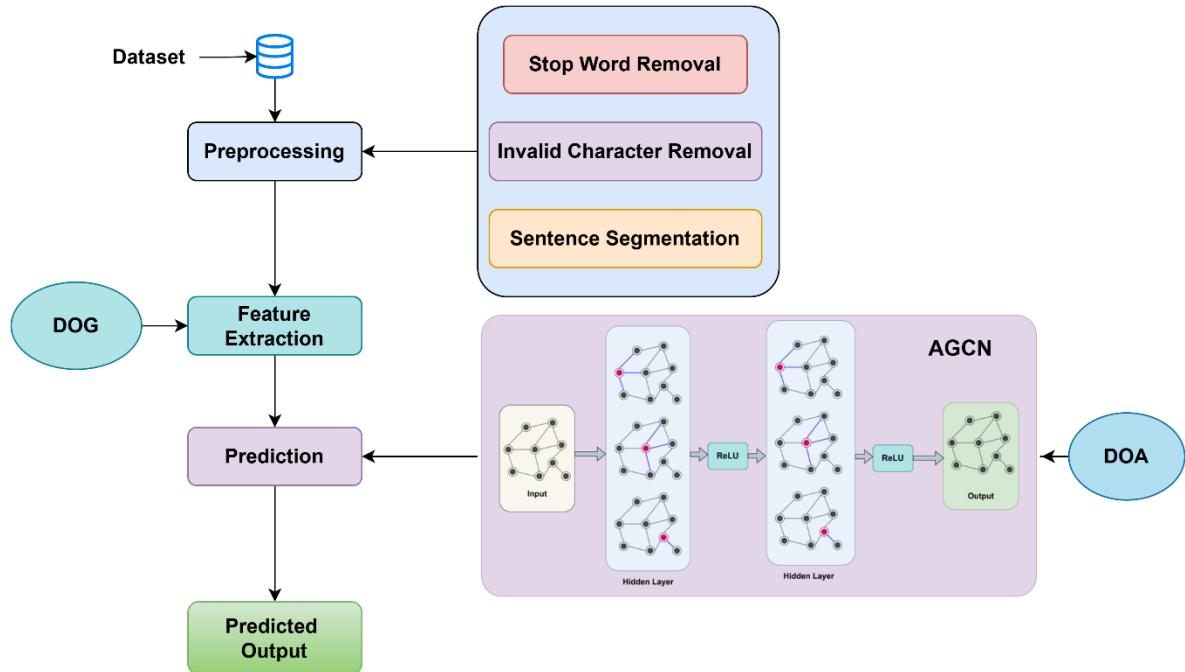 Dataset
Stop Word Removal
Preprocessing
Invalid Character Removal
Sentence Segmentation
DOG
Feature
Extraction
AGCN
Prediction
Input
ReLU
ReLU
Output
DOA
Hidden Layer
Hidden Layer
Predicted
Output